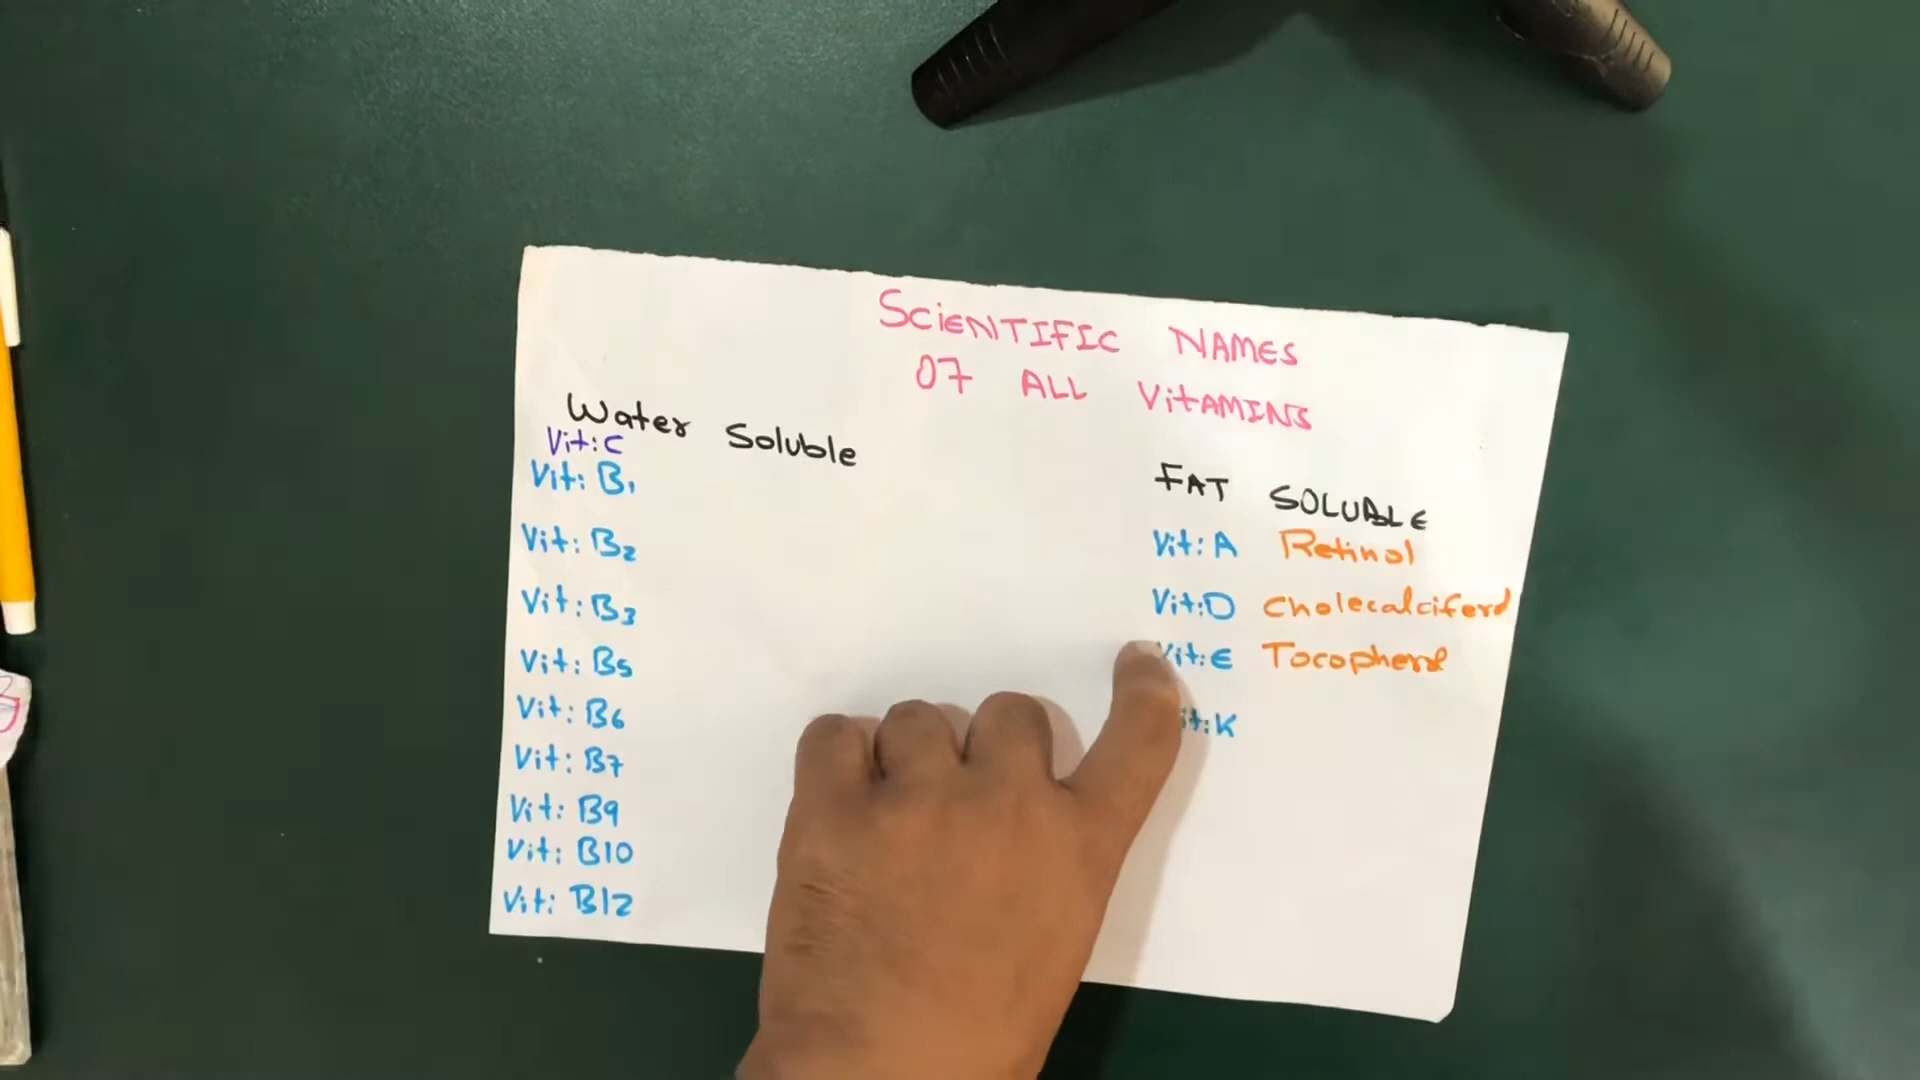 SCiENTIFIC NAMES
07 ALL VitAMINS
Water Soluble
Vit:C
Vit: B1
Vit: B2
Vit: B3
Vit: B5
Vit: B6
Vit: B7
Vit: B9
Vit: B10
Vit: B12
FAT SOLUBLE
Vit: A Retinol
Vit:D Cholecalciferol
Vit:E Tocopherol
it:K